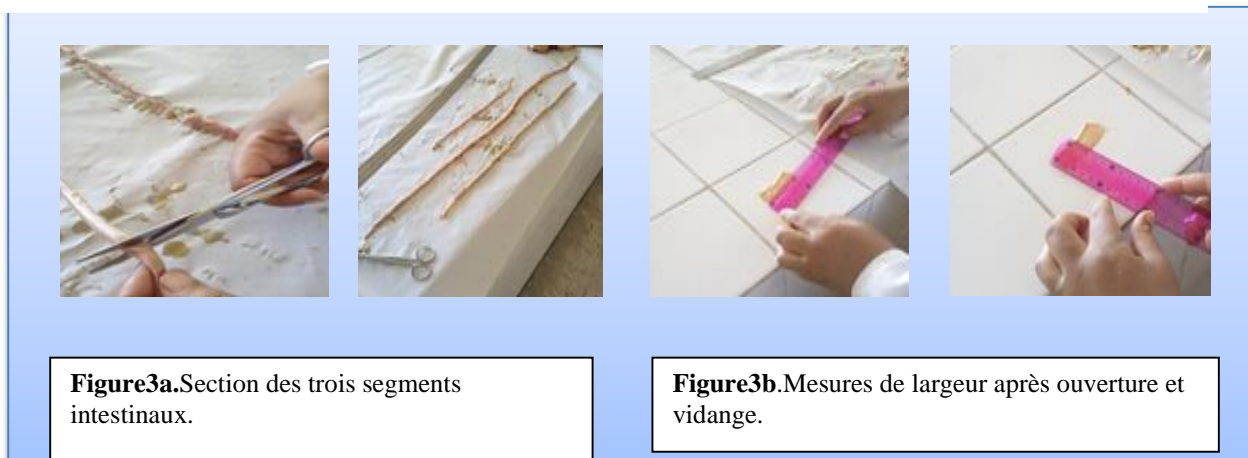 Figure3a.Section des trois segments
intestinaux.
Figure3b.Mesures de largeur après ouverture et
vidange.